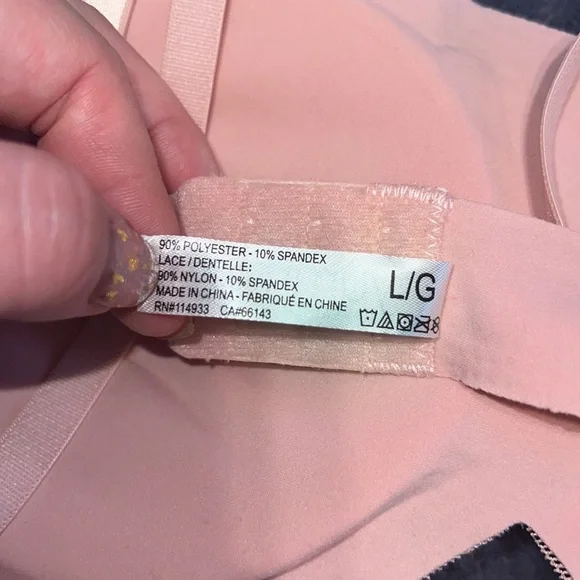 90% POLYESTER - 10% SPANDEX
LACE / DENTELLE:
90% NYLON - 10% SPANDEX
MADE IN CHINA - FABRIQUÉ EN CHINE
RN#114933 CA#66143
L/G